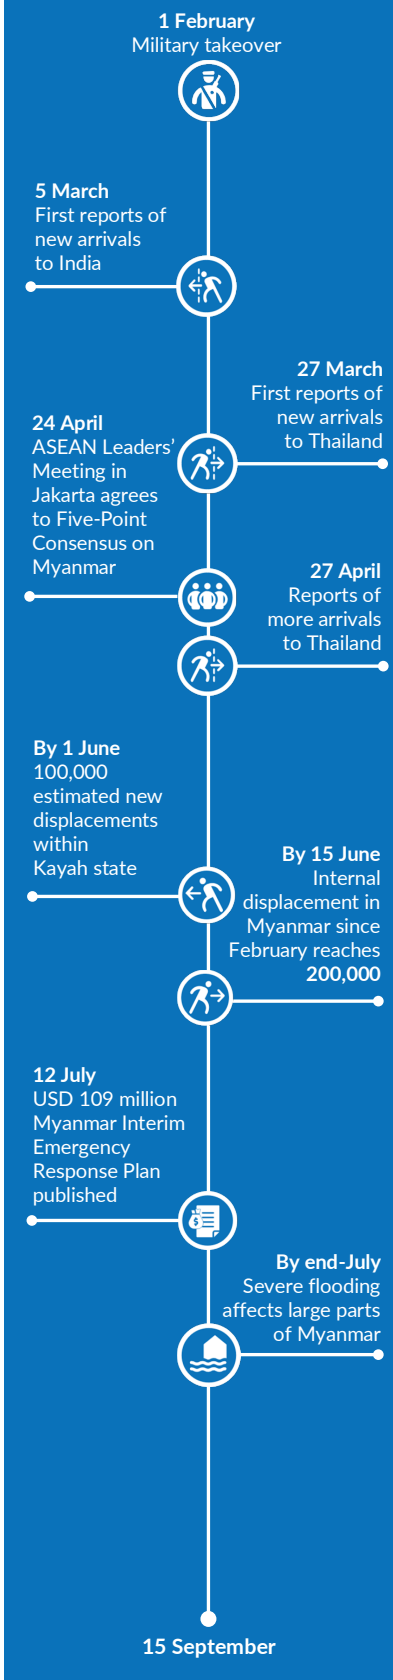 1 February
Military takeover
5 March
First reports of
new arrivals
to India
27 March
First reports of
new arrivals
to Thailand
24 April
ASEAN Leaders’
Meeting in
Jakarta agrees
to Five-Point
Consensus on
Myanmar
27 April
Reports of
more arrivals
to Thailand
By 1 June
100,000
estimated new
displacements
within
Kayah state
By 15 June
Internal
displacement in
Myanmar since
February reaches
200,000
12 July
USD 109 million
Myanmar Interim
Emergency
Response Plan
published
$
By end-July
Severe flooding
affects large parts
of Myanmar
15 September